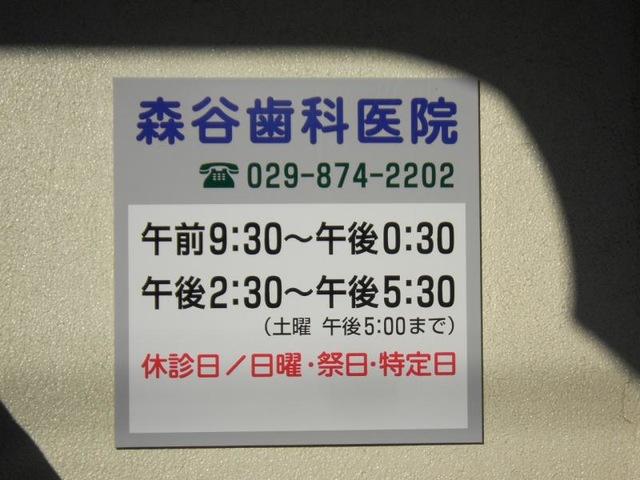 森谷歯科医院
☎029-874-2202
午前9:30～午後0:30
午後2:30～午後5:30
（土曜 午後5:00まで）
休診日／日曜・祭日・特定日